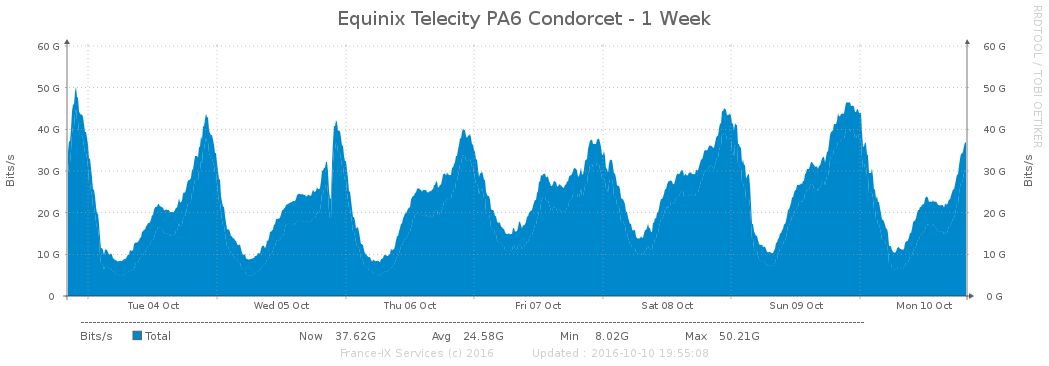 Equinix Telecity PA6 Condorcet - 1 Week
RRDTOOL / TOBI OETIKER
Bits/s
60 G
50 G
40 G
30 G
20 G
10 G
0
60 G
50 G
40 G
30 G
20 G
10 G
0 G
Bits/s
Tue 04 Oct Wed 05 Oct Thu 06 Oct Fri 07 Oct Sat 08 Oct Sun 09 Oct Mon 10 Oct
Bits/s Total Now 37.62G Avg 24.58G Min 8.02G Max 50.21G
France-IX Services (c) 2016 Updated : 2016-10-10 19:55:08